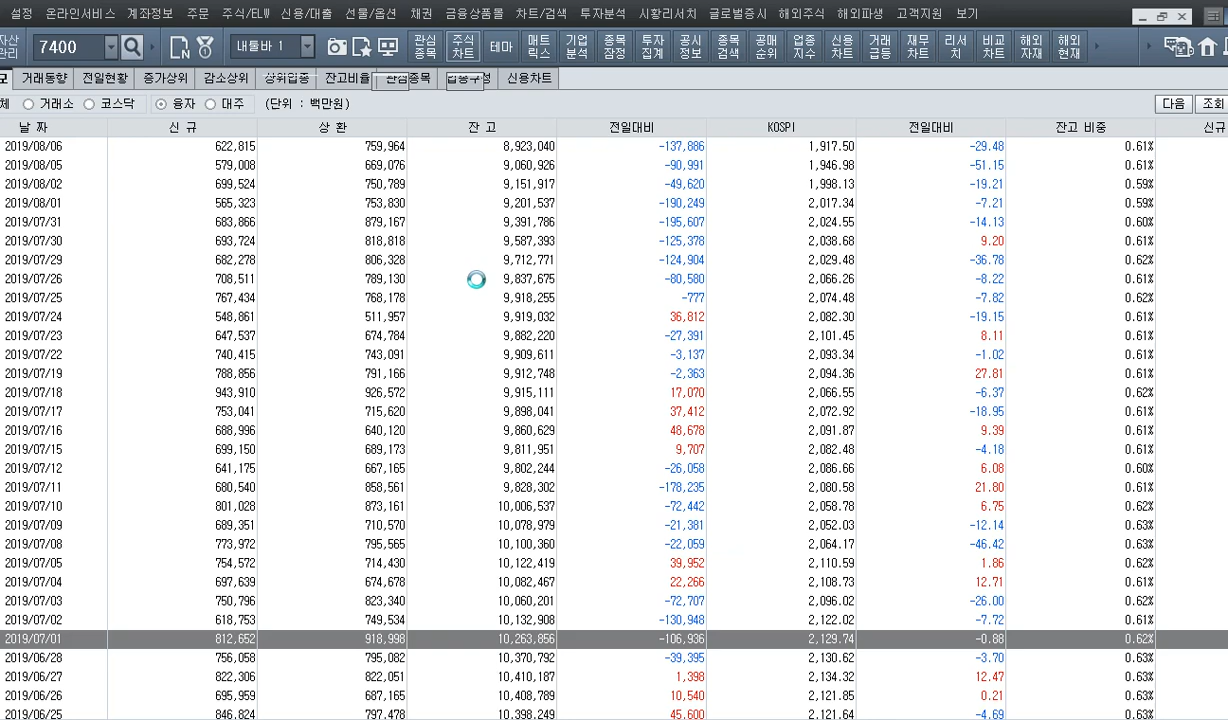 설정 온라인서비스 계좌정보 주문 주식/ELW 신용/대출 선물/옵션 채권 금융상품몰 차트/검색 투자분석 시황리서치 글로벌증시 해외주식 해외파생 고객지원 보기
자산관리 7400 내툴바 1 관심종목 주식차트 테마 매트릭스 기업분석 종목잠정 투자집계 공시정보 종목검색 공매순위 업종지수 신용차트 거래급등 재무차트 리서치 비교차트 해외자재 해외현재
모 거래동향 전일현황 증가상위 감소상위 상위업종 잔고비율 관심종목 신용차트
체 거래소 코스닥 융자 대주 (단위 : 백만원) 다음 조회
날 짜 신 규 상 환 잔 고 전일대비 KOSPI 전일대비 잔고 비중 신규
2019/08/06 622,815 759,964 8,923,040 -137,886 1,917.50 -29.48 0.61%
2019/08/05 579,008 669,076 9,060,926 -90,991 1,946.98 -51.15 0.61%
2019/08/02 699,524 750,789 9,151,917 -49,620 1,998.13 -19.21 0.59%
2019/08/01 565,323 753,830 9,201,537 -190,249 2,017.34 -7.21 0.59%
2019/07/31 683,866 879,167 9,391,786 -195,607 2,024.55 -14.13 0.60%
2019/07/30 693,724 818,818 9,587,393 -125,378 2,038.68 9.20 0.61%
2019/07/29 682,278 806,328 9,712,771 -124,904 2,029.48 -36.78 0.62%
2019/07/26 708,511 789,130 9,837,675 -80,580 2,066.26 -8.22 0.61%
2019/07/25 767,434 768,178 9,918,255 -777 2,074.48 -7.82 0.62%
2019/07/24 548,861 511,957 9,919,032 36,812 2,082.30 -19.15 0.61%
2019/07/23 647,537 674,784 9,882,220 -27,391 2,101.45 8.11 0.61%
2019/07/22 740,415 743,091 9,909,611 -3,137 2,093.34 -1.02 0.61%
2019/07/19 788,856 791,166 9,912,748 -2,363 2,094.36 27.81 0.61%
2019/07/18 943,910 926,572 9,915,111 17,070 2,066.55 -6.37 0.62%
2019/07/17 753,041 715,620 9,898,041 37,412 2,072.92 -18.95 0.61%
2019/07/16 688,996 640,120 9,860,629 48,678 2,091.87 9.39 0.61%
2019/07/15 699,150 689,173 9,811,951 9,707 2,082.48 -4.18 0.61%
2019/07/12 641,175 667,165 9,802,244 -26,058 2,086.66 6.08 0.60%
2019/07/11 680,540 858,561 9,828,302 -178,235 2,080.58 21.80 0.61%
2019/07/10 801,028 873,161 10,006,537 -72,442 2,058.78 6.75 0.62%
2019/07/09 689,351 710,570 10,078,979 -21,381 2,052.03 -12.14 0.63%
2019/07/08 773,972 795,565 10,100,360 -22,059 2,064.17 -46.42 0.63%
2019/07/05 754,572 714,430 10,122,419 39,952 2,110.59 1.86 0.62%
2019/07/04 697,639 674,678 10,082,467 22,266 2,108.73 12.71 0.61%
2019/07/03 750,796 823,340 10,060,201 -72,707 2,096.02 -26.00 0.62%
2019/07/02 618,753 749,534 10,132,908 -130,948 2,122.02 -7.72 0.61%
2019/07/01 812,652 918,998 10,263,856 -106,936 2,129.74 -0.88 0.62%
2019/06/28 756,058 795,082 10,370,792 -39,395 2,130.62 -3.70 0.63%
2019/06/27 822,306 822,051 10,410,187 1,398 2,134.32 12.47 0.63%
2019/06/26 695,959 687,165 10,408,789 10,540 2,121.85 0.21 0.63%
2019/06/25 846,824 797,478 10,398,249 45,600 2,121.64 -4.69 0.63%